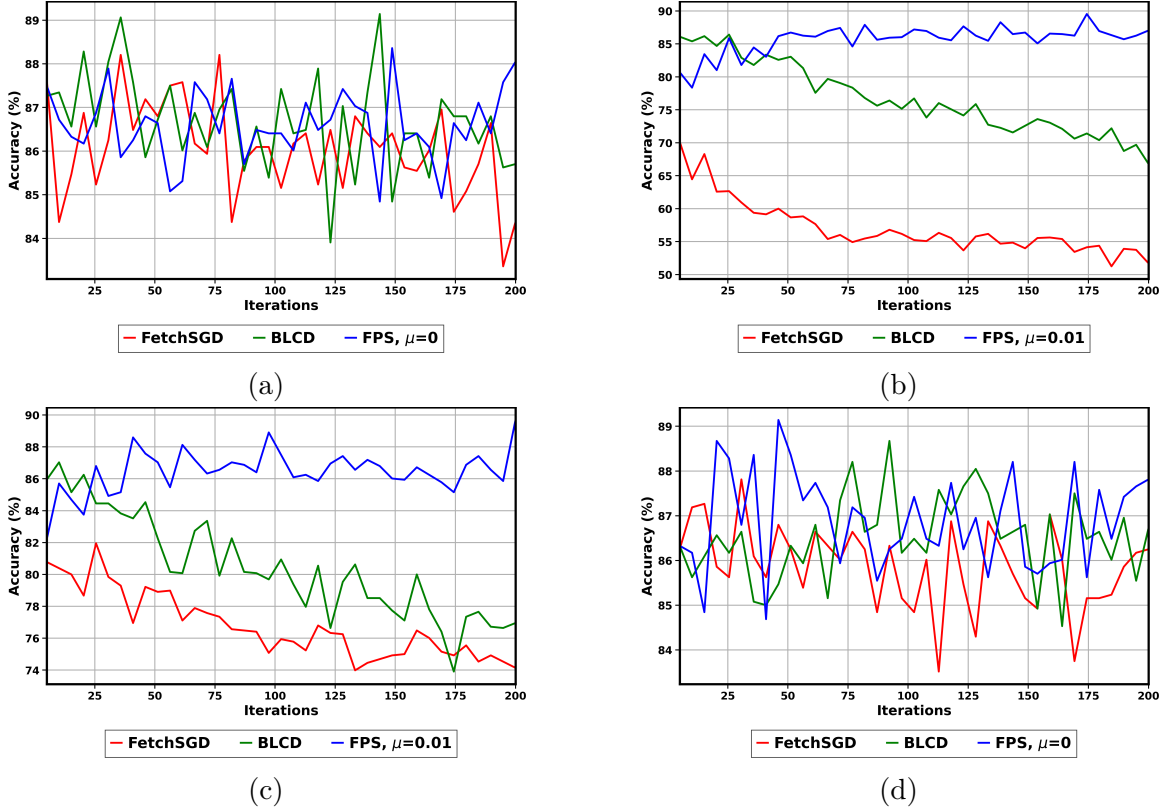 89
88
87
86
85
84
Accuracy (%)
25 50 75 100 125 150 175 200
Iterations
FetchSGD BLCD FPS, μ=0
(a)
90
85
80
75
70
65
60
55
50
Accuracy (%)
25 50 75 100 125 150 175 200
Iterations
FetchSGD BLCD FPS, μ=0.01
(b)
90
88
86
84
82
80
78
76
74
Accuracy (%)
25 50 75 100 125 150 175 200
Iterations
FetchSGD BLCD FPS, μ=0.01
(c)
89
88
87
86
85
84
Accuracy (%)
25 50 75 100 125 150 175 200
Iterations
FetchSGD BLCD FPS, μ=0
(d)